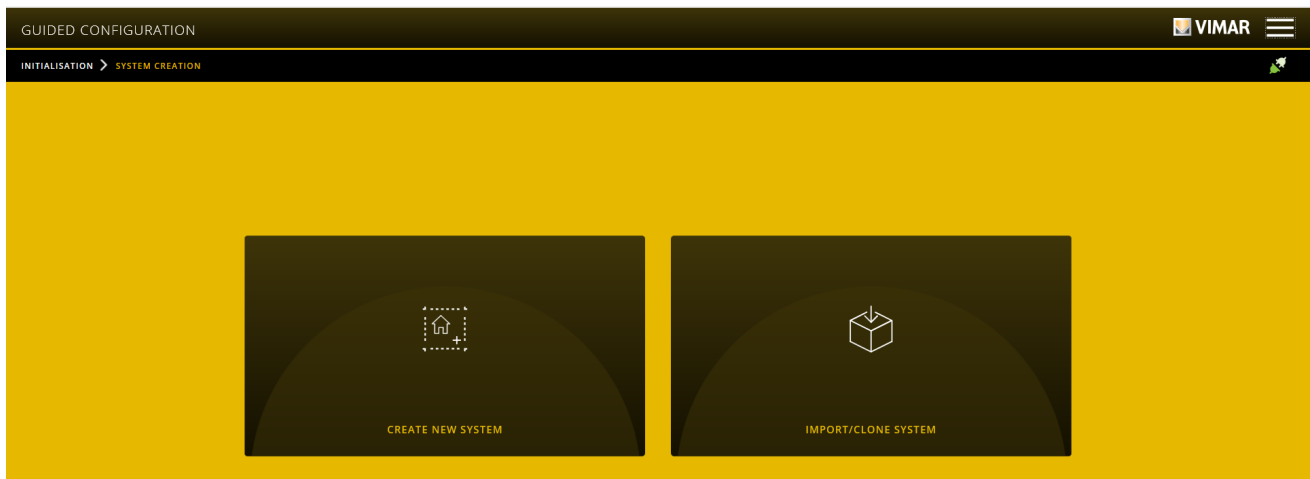 GUIDED CONFIGURATION
VIMAR
INITIALISATION > SYSTEM CREATION
CREATE NEW SYSTEM
IMPORT/CLONE SYSTEM